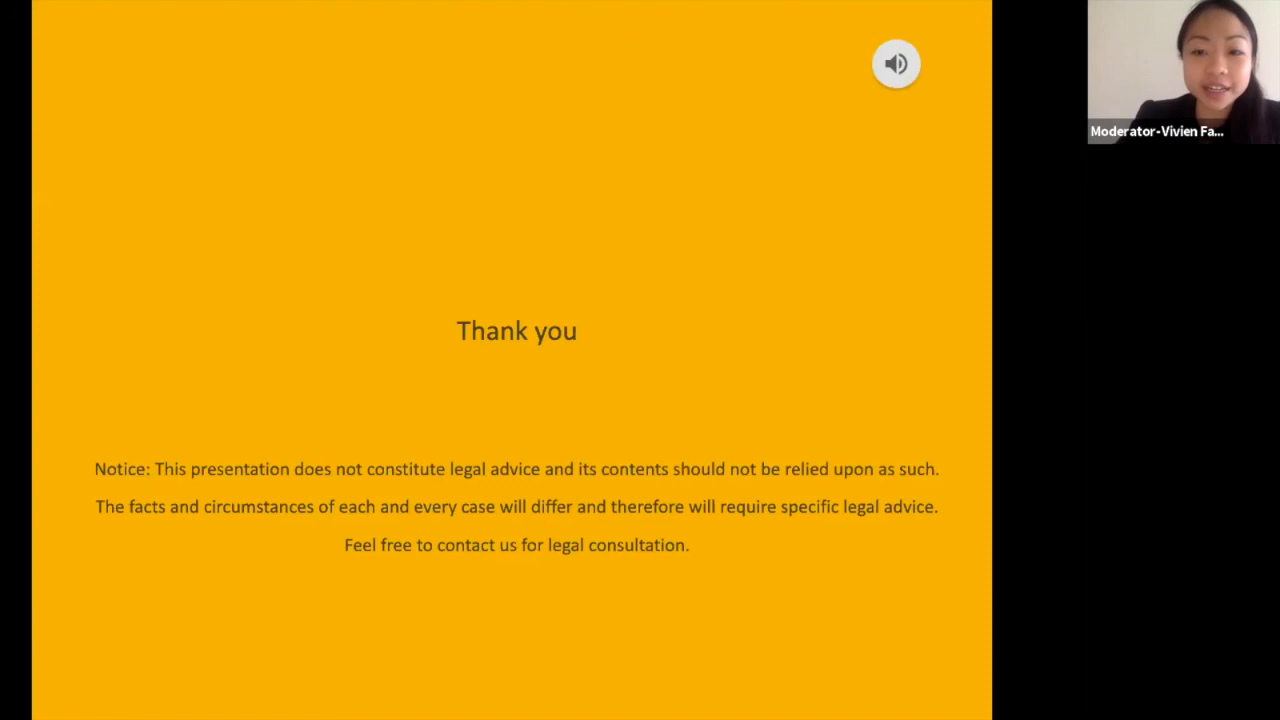 Moderator-Vivien Fa...
Thank you
Notice: This presentation does not constitute legal advice and its contents should not be relied upon as such.
The facts and circumstances of each and every case will differ and therefore will require specific legal advice.
Feel free to contact us for legal consultation.